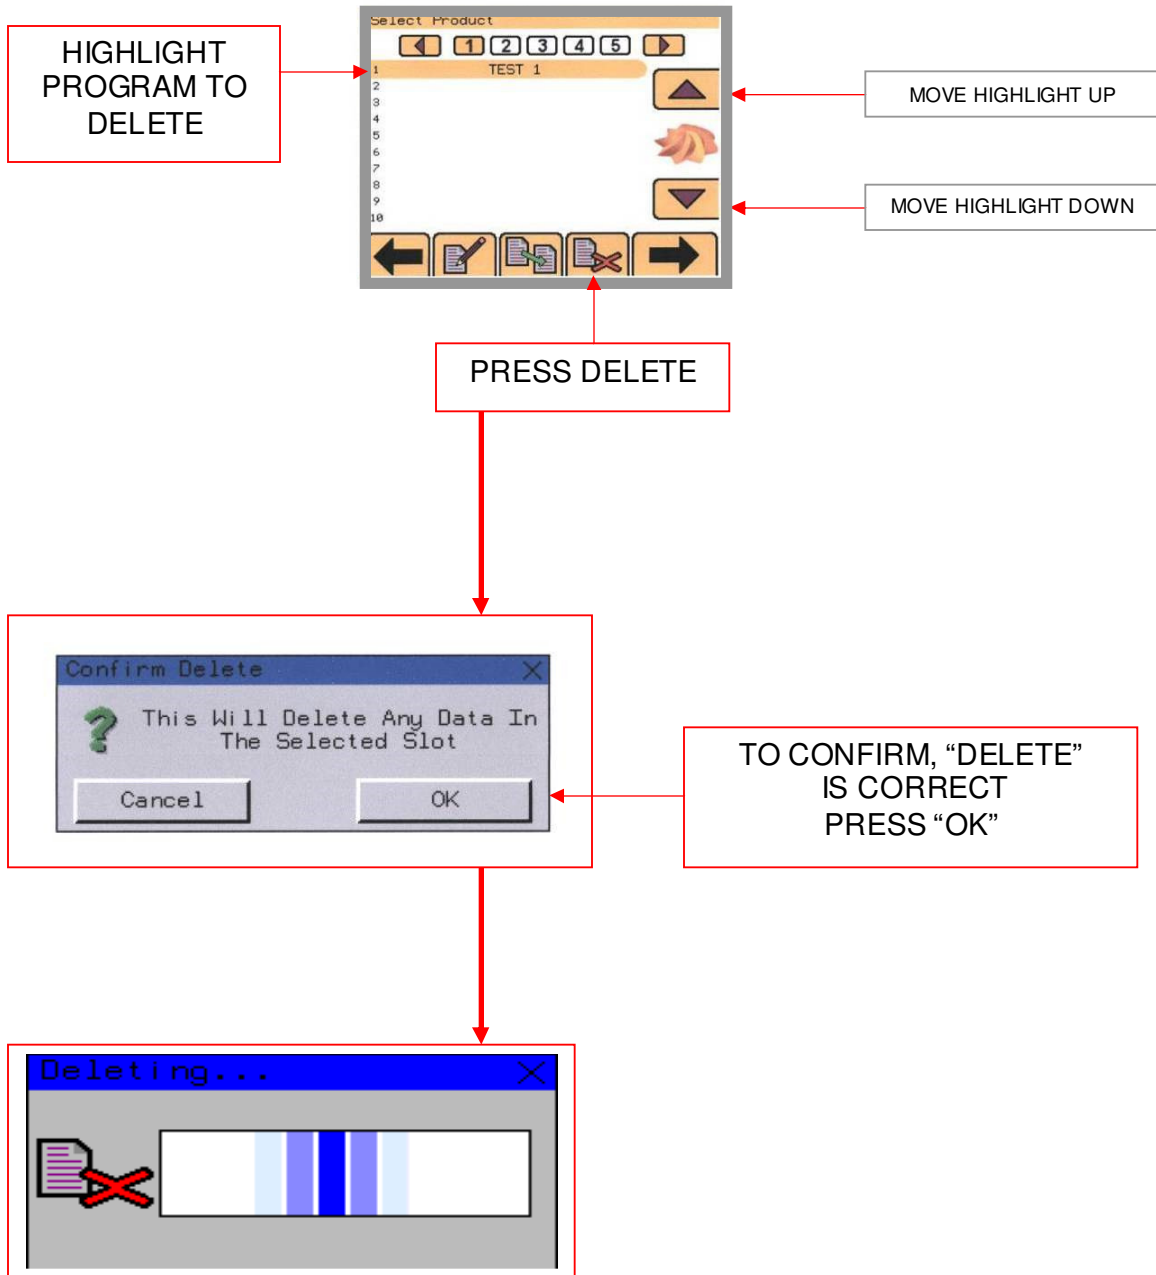 Select Product
HIGHLIGHT
PROGRAM TO
DELETE
1 2 3 4 5
1 TEST 1
2
3
4
5
6
7
8
9
10
MOVE HIGHLIGHT UP
MOVE HIGHLIGHT DOWN
PRESS DELETE
Confirm Delete
This Will Delete Any Data In
The Selected Slot
Cancel OK
TO CONFIRM, “DELETE”
IS CORRECT
PRESS “OK”
Deleting...